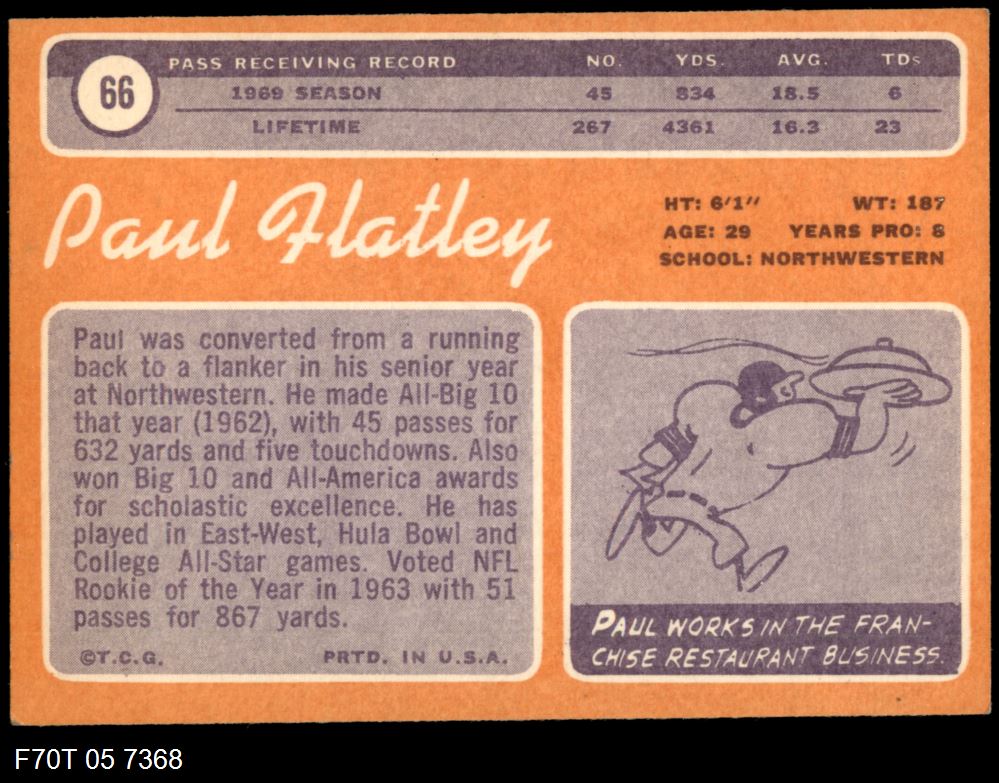 66
PASS RECEIVING RECORD NO. YDS. AVG. TDs
1969 SEASON 45 834 18.5 6
LIFETIME 267 4361 16.3 23
Paul Flatley
HT: 6'1" WT: 187
AGE: 29 YEARS PRO: 8
SCHOOL: NORTHWESTERN
Paul was converted from a running
back to a flanker in his senior year
at Northwestern. He made All-Big 10
that year (1962), with 45 passes for
632 yards and five touchdowns. Also
won Big 10 and All-America awards
for scholastic excellence. He has
played in East-West, Hula Bowl and
College All-Star games. Voted NFL
Rookie of the Year in 1963 with 51
passes for 867 yards.
©T.C.G. PRTD. IN U.S.A.
PAUL WORKS IN THE FRAN-
CHISE RESTAURANT BUSINESS.
F70T 05 7368